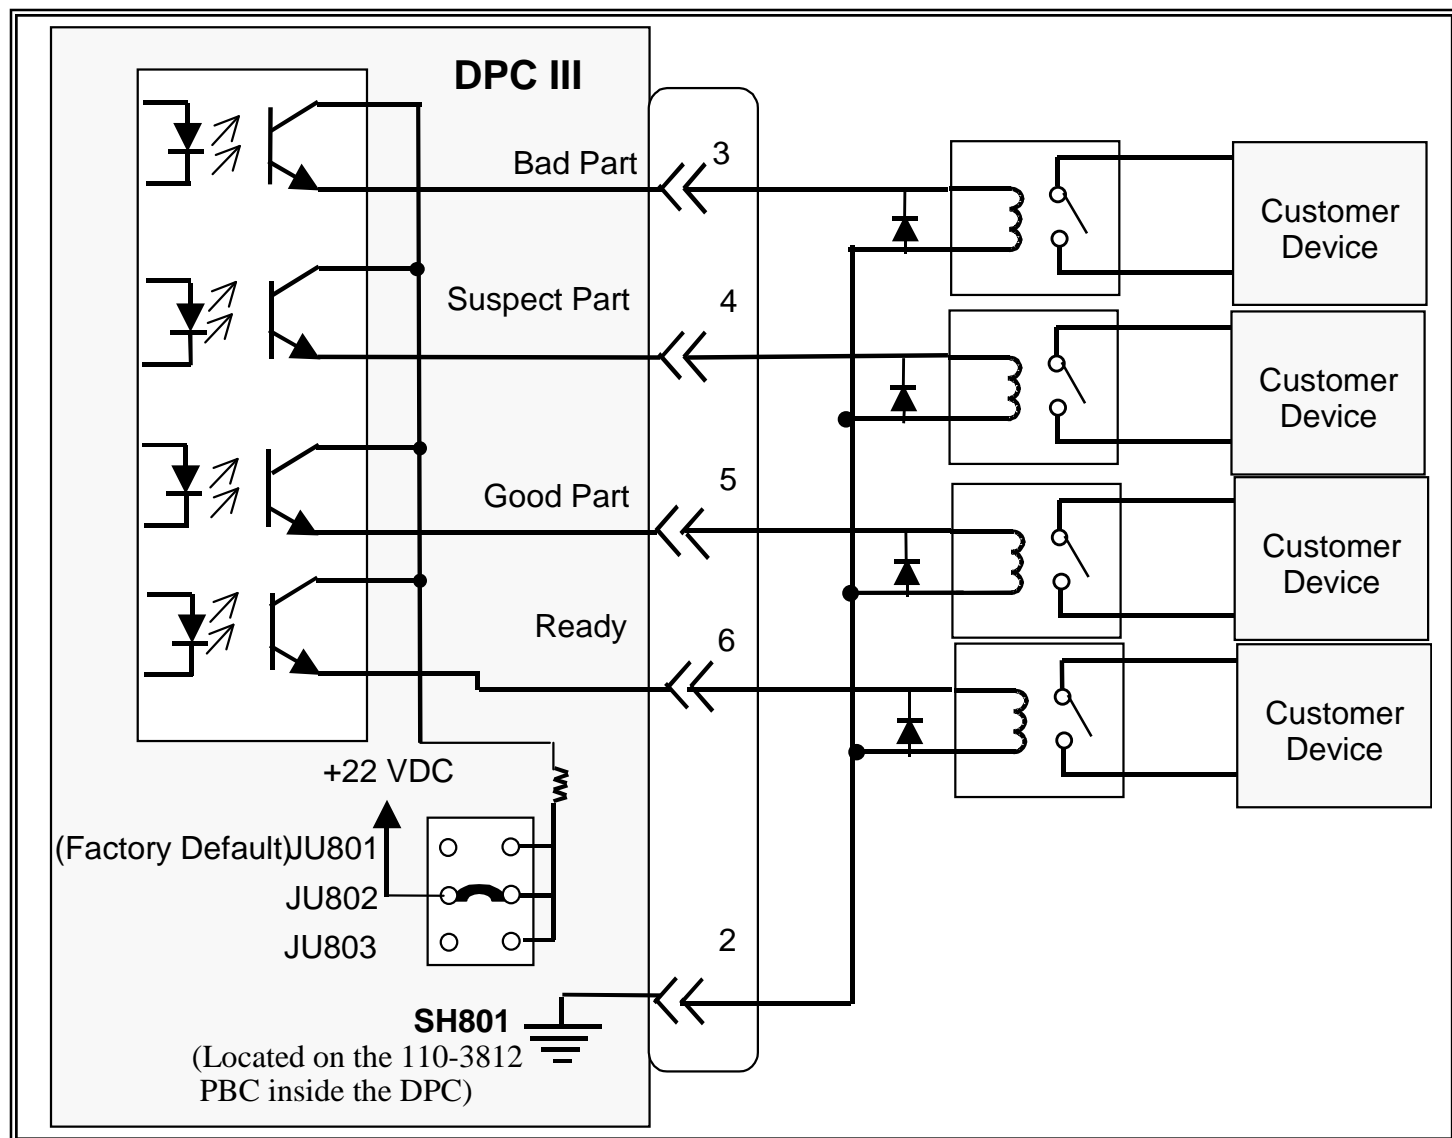 DPC III
Bad Part
3
Customer
Device
Suspect Part
4
Customer
Device
Good Part
5
Customer
Device
Ready
6
Customer
Device
+22 VDC
(Factory Default)JU801
JU802
JU803
2
SH801
(Located on the 110-3812
PBC inside the DPC)